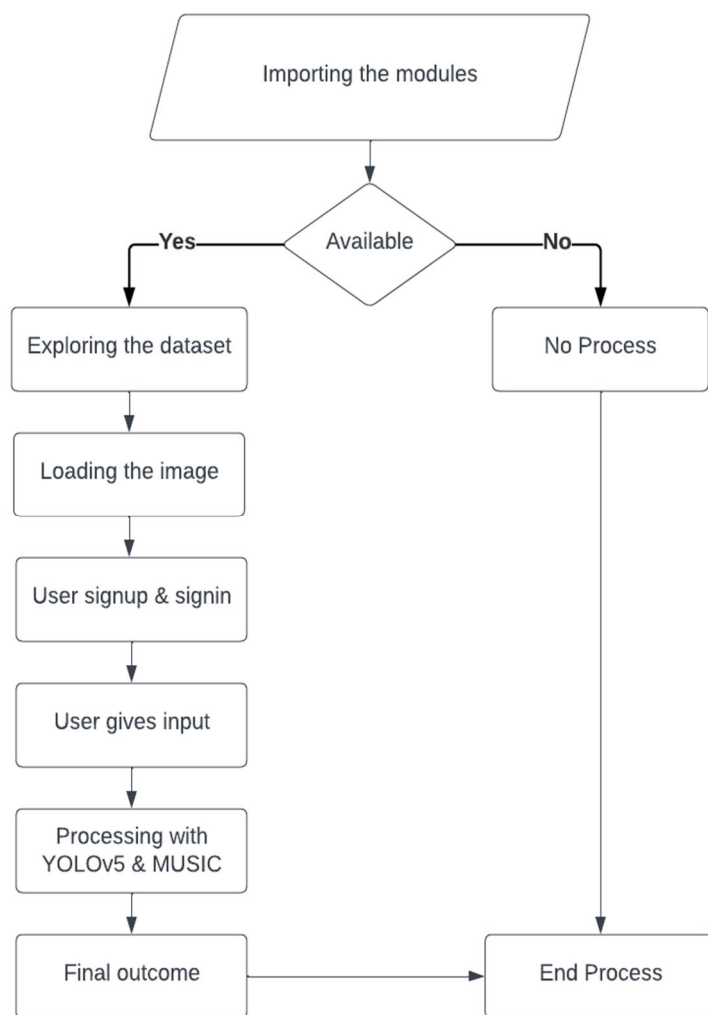 Importing the modules
Available
Yes
No
Exploring the dataset
No Process
Loading the image
User signup & signin
User gives input
Processing with
YOLOv5 & MUSIC
Final outcome
End Process